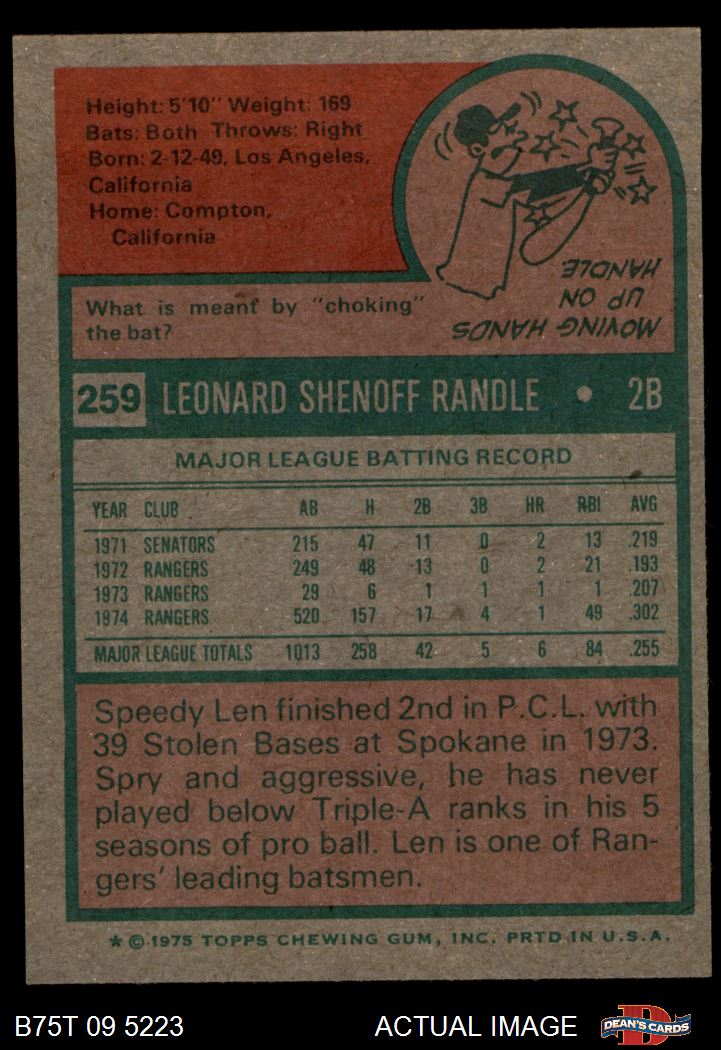 Height: 5'10" Weight: 169
Bats: Both Throws: Right
Born: 2-12-49, Los Angeles,
California
Home: Compton,
California
What is meant by "choking"
the bat?
MOVING HANDS
UP ON
HANDLE
259 LEONARD SHENOFF RANDLE • 2B
MAJOR LEAGUE BATTING RECORD
YEAR CLUB AB H 2B 3B HR RBI AVG
1971 SENATORS 215 47 11 0 2 13 .219
1972 RANGERS 249 48 13 0 2 21 .193
1973 RANGERS 29 6 1 1 1 1 .207
1974 RANGERS 520 157 17 4 1 49 .302
MAJOR LEAGUE TOTALS 1013 258 42 5 6 84 .255
Speedy Len finished 2nd in P.C.L. with
39 Stolen Bases at Spokane in 1973.
Spry and aggressive, he has never
played below Triple-A ranks in his 5
seasons of pro ball. Len is one of Ran-
gers' leading batsmen.
* © 1975 TOPPS CHEWING GUM, INC. PRTD IN U.S.A.
B75T 09 5223 ACTUAL IMAGE D DEAN'S CARDS